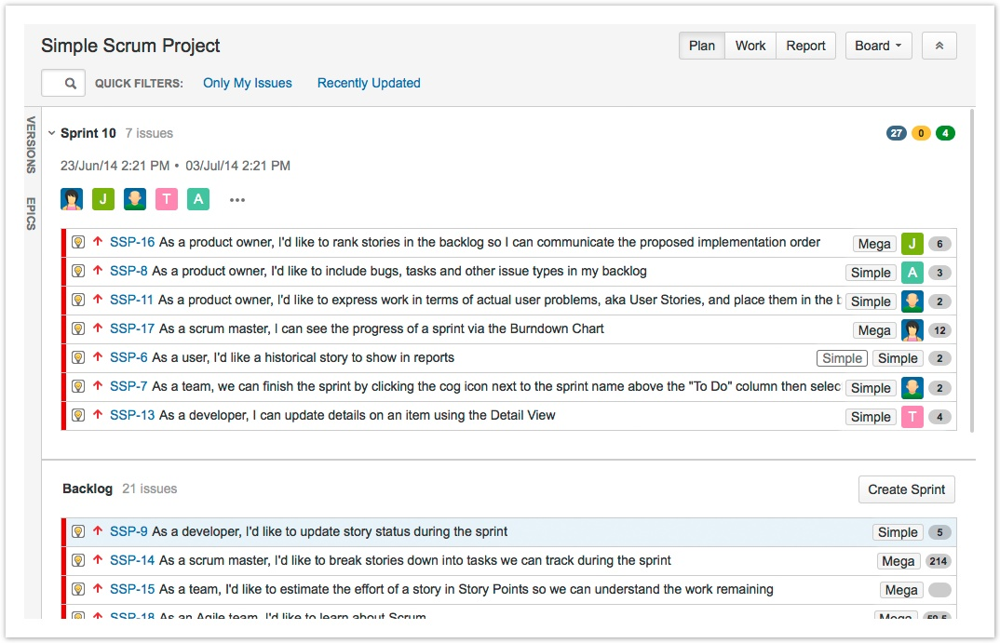 Simple Scrum Project Plan Work Report Board
QUICK FILTERS: Only My Issues Recently Updated
VERSIONS
EPICS
Sprint 10 7 issues 27 0 4
23/Jun/14 2:21 PM • 03/Jul/14 2:21 PM
J T A •••
SSP-16 As a product owner, I'd like to rank stories in the backlog so I can communicate the proposed implementation order Mega J 6
SSP-8 As a product owner, I'd like to include bugs, tasks and other issue types in my backlog Simple A 3
SSP-11 As a product owner, I'd like to express work in terms of actual user problems, aka User Stories, and place them in the Simple 2
SSP-17 As a scrum master, I can see the progress of a sprint via the Burndown Chart Mega 12
SSP-6 As a user, I'd like a historical story to show in reports Simple Simple 2
SSP-7 As a team, we can finish the sprint by clicking the cog icon next to the sprint name above the "To Do" column then selec Simple 2
SSP-13 As a developer, I can update details on an item using the Detail View Simple T 4
Backlog 21 issues Create Sprint
SSP-9 As a developer, I'd like to update story status during the sprint Simple 5
SSP-14 As a scrum master, I'd like to break stories down into tasks we can track during the sprint Mega 214
SSP-15 As a team, I'd like to estimate the effort of a story in Story Points so we can understand the work remaining Mega
SSP-18 As an Agile team, I'd like to learn about Scrum Mega 59.5